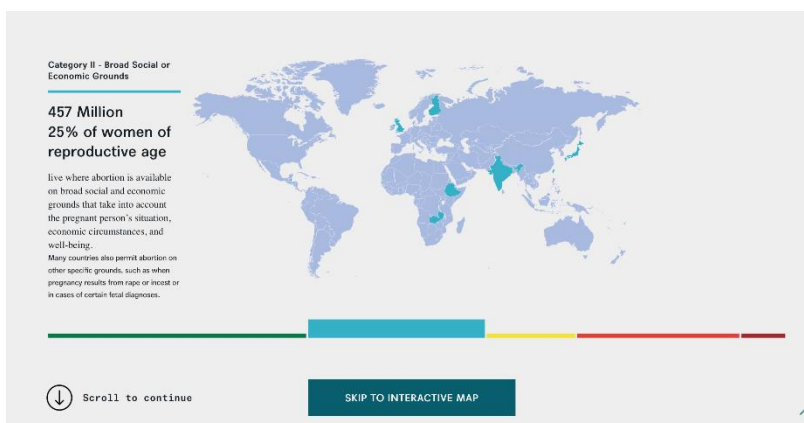 Category II - Broad Social or
Economic Grounds
457 Million
25% of women of
reproductive age
live where abortion is available
on broad social and economic
grounds that take into account
the pregnant person's situation,
economic circumstances, and
well-being.
Many countries also permit abortion on
other specific grounds, such as when
pregnancy results from rape or incest or
in cases of certain fetal diagnoses.
Scroll to continue
SKIP TO INTERACTIVE MAP